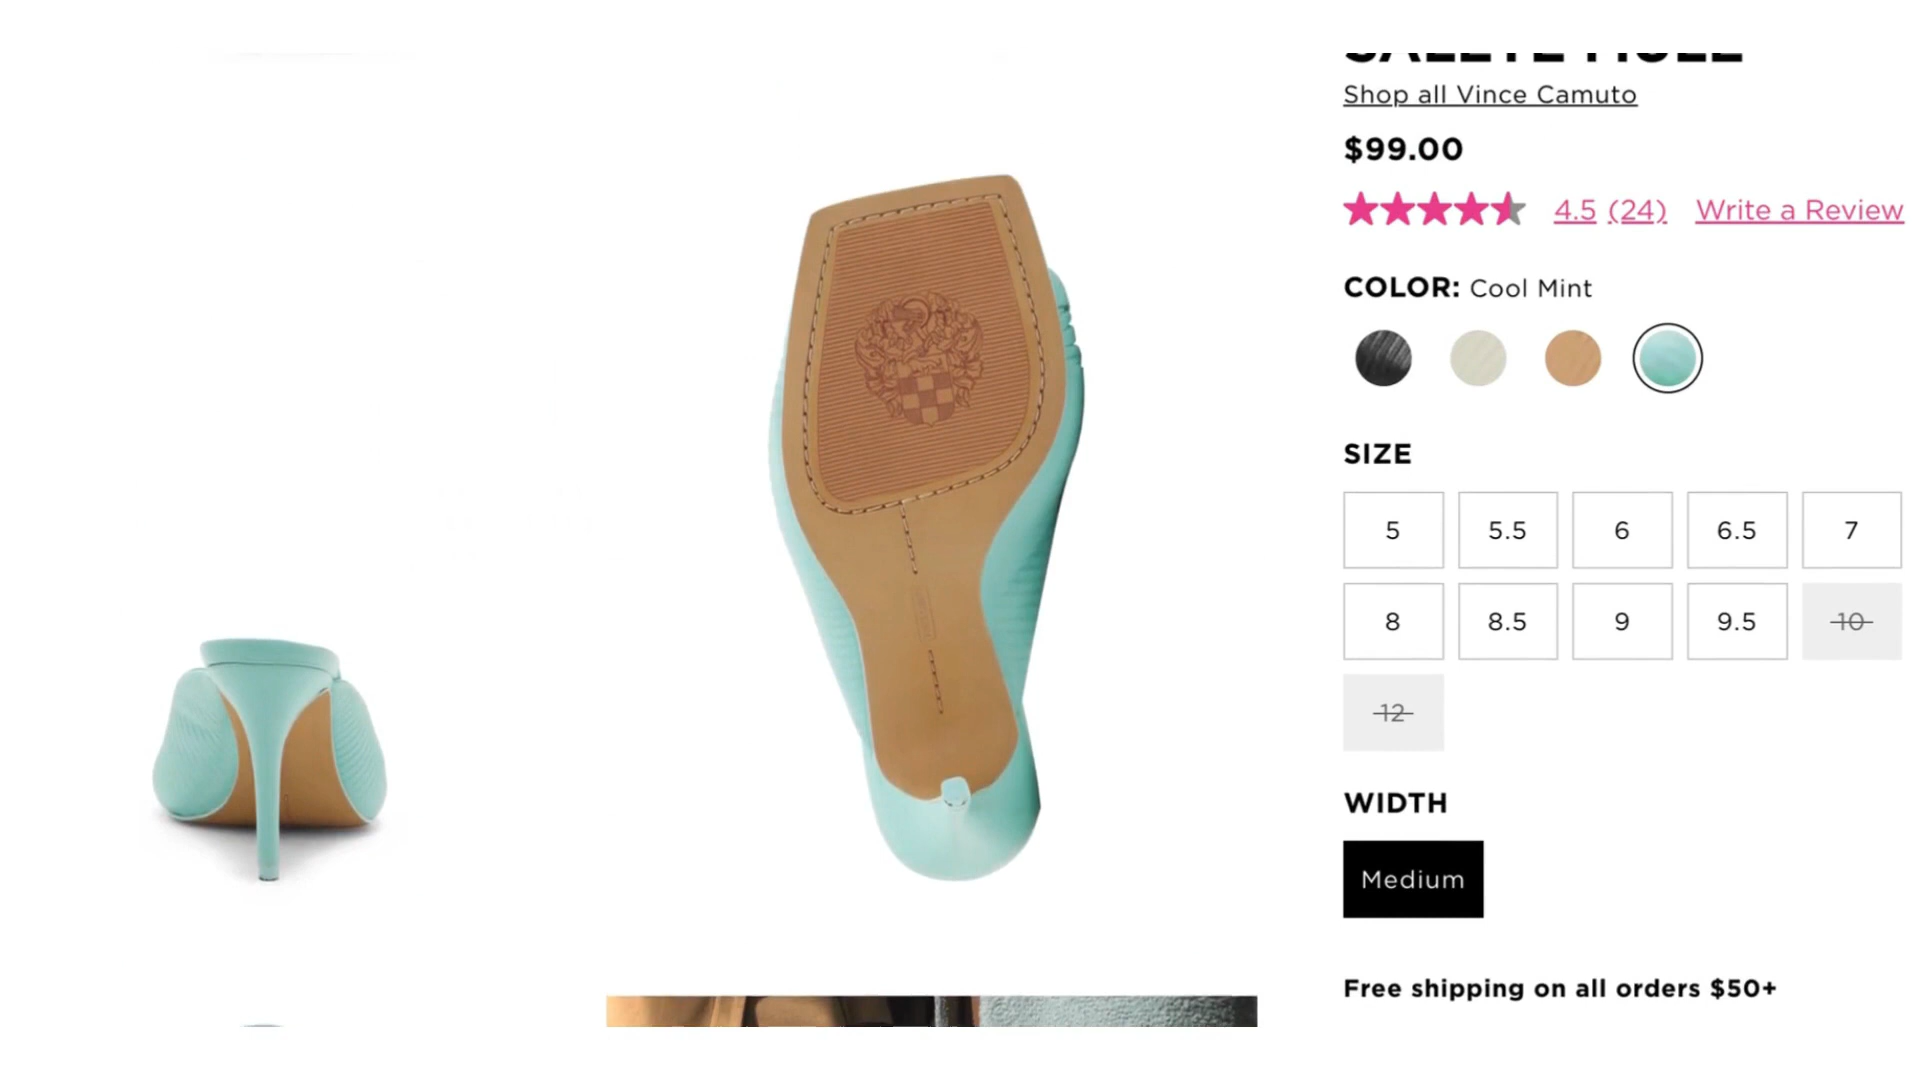 Shop all Vince Camuto
$99.00
4.5 (24) Write a Review
COLOR: Cool Mint
SIZE
5 5.5 6 6.5 7
8 8.5 9 9.5 10
12
WIDTH
Medium
Free shipping on all orders $50+